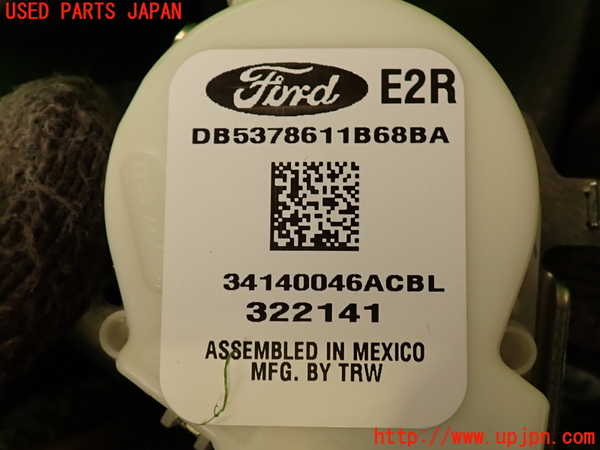 USED PARTS JAPAN
Ford E2R
DB5378611B68BA
34140046ACBL
322141
ASSEMBLED IN MEXICO
MFG. BY TRW
http://www.upjpn.com/